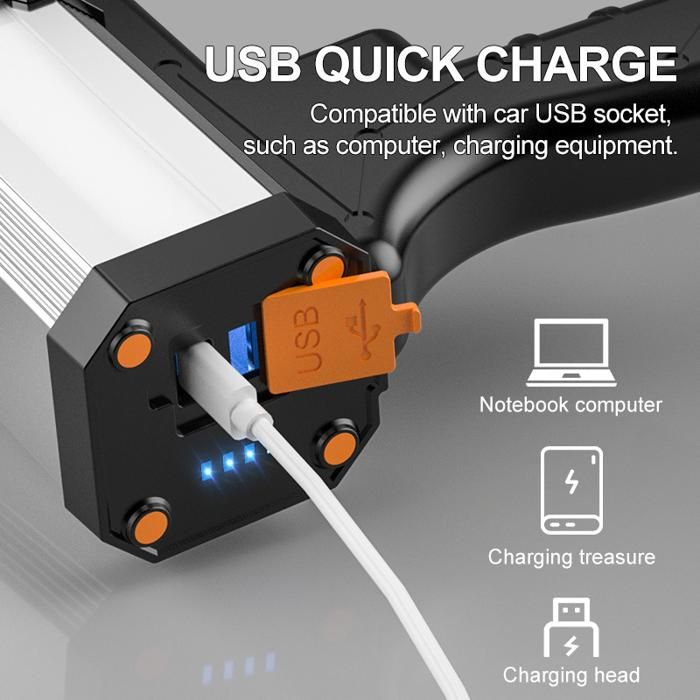 USB QUICK CHARGE
Compatible with car USB socket,
such as computer, charging equipment.
USB
Notebook computer
Charging treasure
Charging head